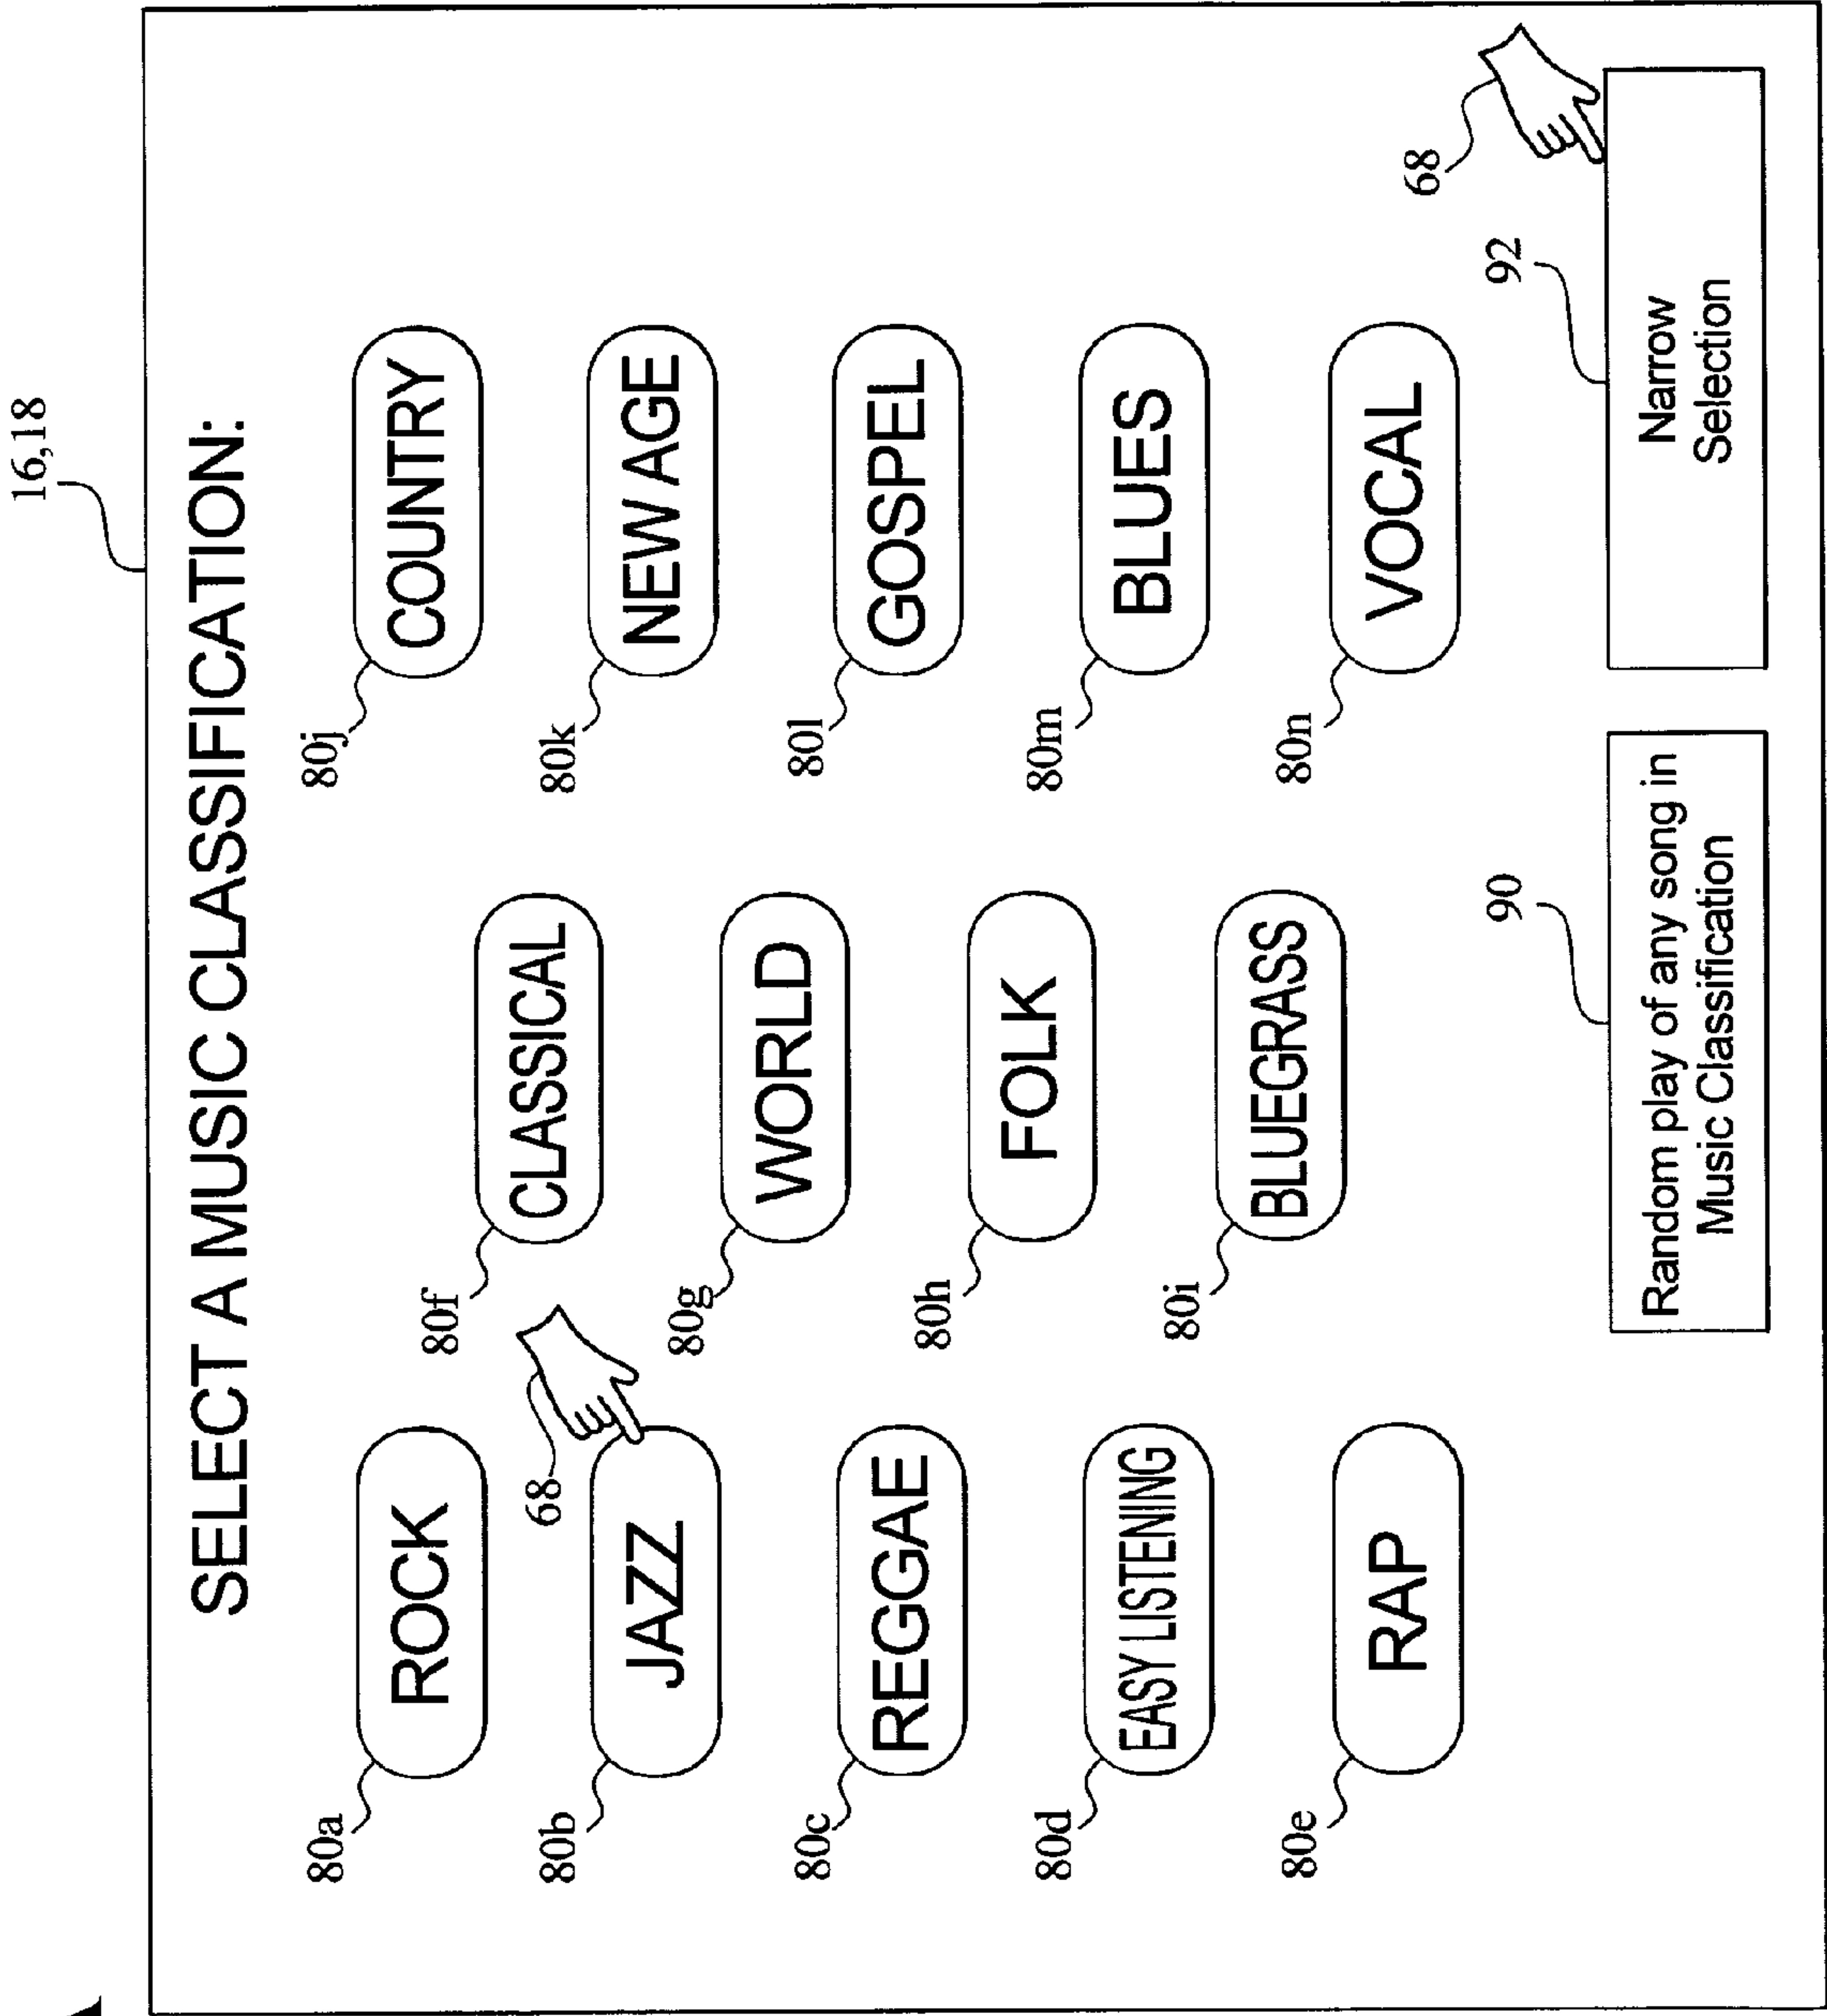 16,18
SELECT A MUSIC CLASSIFICATION:
80a
ROCK
80b
JAZZ
68
80c
REGGAE
80d
EASY LISTENING
80e
RAP
80f
CLASSICAL
80g
WORLD
80h
FOLK
80i
BLUEGRASS
80j
COUNTRY
80k
NEW AGE
80l
GOSPEL
80m
BLUES
80n
VOCAL
90
Random play of any song in
Music Classification
92
68
Narrow
Selection